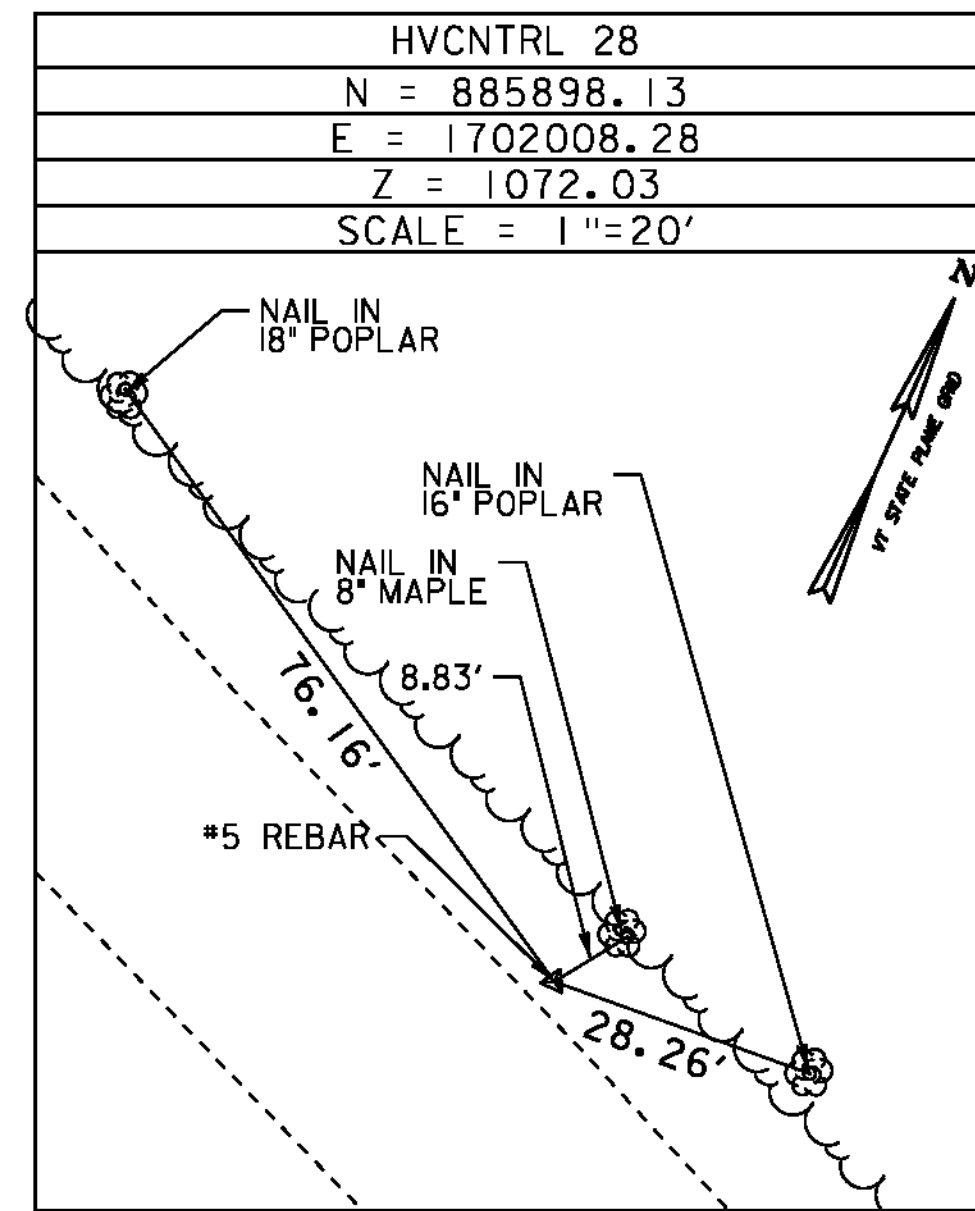 HVCNTRL 28
N = 885898.13
E = 1702008.28
Z = 1072.03
SCALE = 1"=20'
N
VT STATE PLANE GRID
NAIL IN
18" POPLAR
NAIL IN
16" POPLAR
NAIL IN
8" MAPLE
8.83'
76.16'
#5 REBAR
28.26'